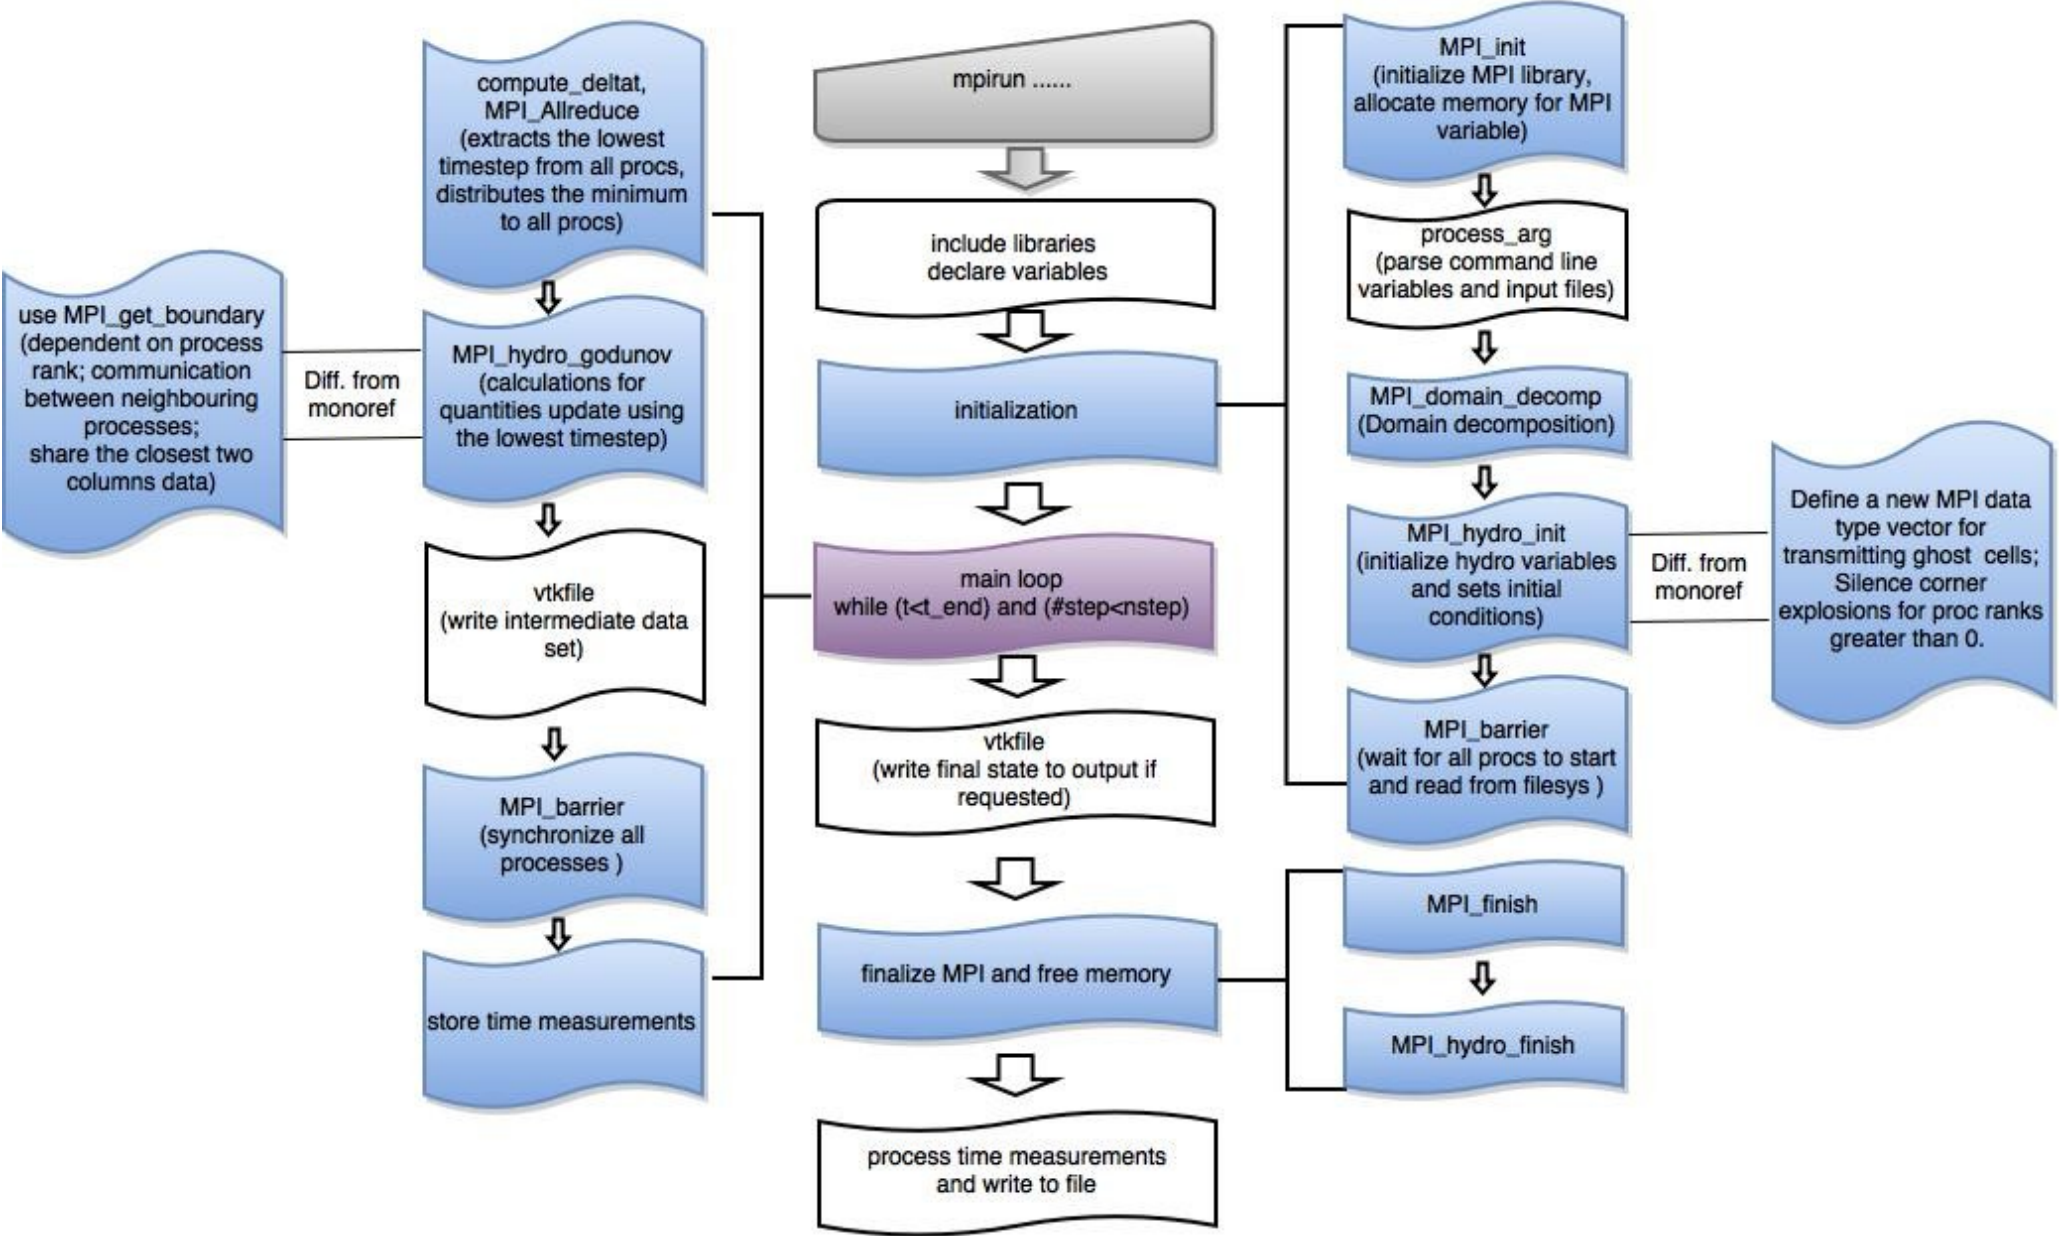 mpirun ......
include libraries
declare variables
initialization
main loop
while (t<t_end) and (#step<nstep)
vtkfile
(write final state to output if
requested)
finalize MPI and free memory
process time measurements
and write to file
compute_deltat,
MPI_Allreduce
(extracts the lowest
timestep from all procs,
distributes the minimum
to all procs)
MPI_hydro_godunov
(calculations for
quantities update using
the lowest timestep)
Diff. from
monoref
use MPI_get_boundary
(dependent on process
rank; communication
between neighbouring
processes;
share the closest two
columns data)
vtkfile
(write intermediate data
set)
MPI_barrier
(synchronize all
processes )
store time measurements
MPI_init
(initialize MPI library,
allocate memory for MPI
variable)
process_arg
(parse command line
variables and input files)
MPI_domain_decomp
(Domain decomposition)
MPI_hydro_init
(initialize hydro variables
and sets initial
conditions)
Diff. from
monoref
Define a new MPI data
type vector for
transmitting ghost cells;
Silence corner
explosions for proc ranks
greater than 0.
MPI_barrier
(wait for all procs to start
and read from filesys )
MPI_finish
MPI_hydro_finish